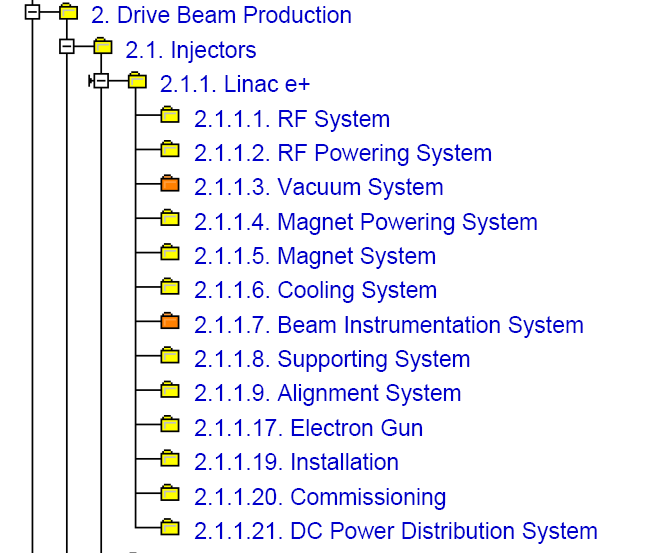 2. Drive Beam Production
2.1. Injectors
2.1.1. Linac e+
2.1.1.1. RF System
2.1.1.2. RF Powering System
2.1.1.3. Vacuum System
2.1.1.4. Magnet Powering System
2.1.1.5. Magnet System
2.1.1.6. Cooling System
2.1.1.7. Beam Instrumentation System
2.1.1.8. Supporting System
2.1.1.9. Alignment System
2.1.1.17. Electron Gun
2.1.1.19. Installation
2.1.1.20. Commissioning
2.1.1.21. DC Power Distribution System